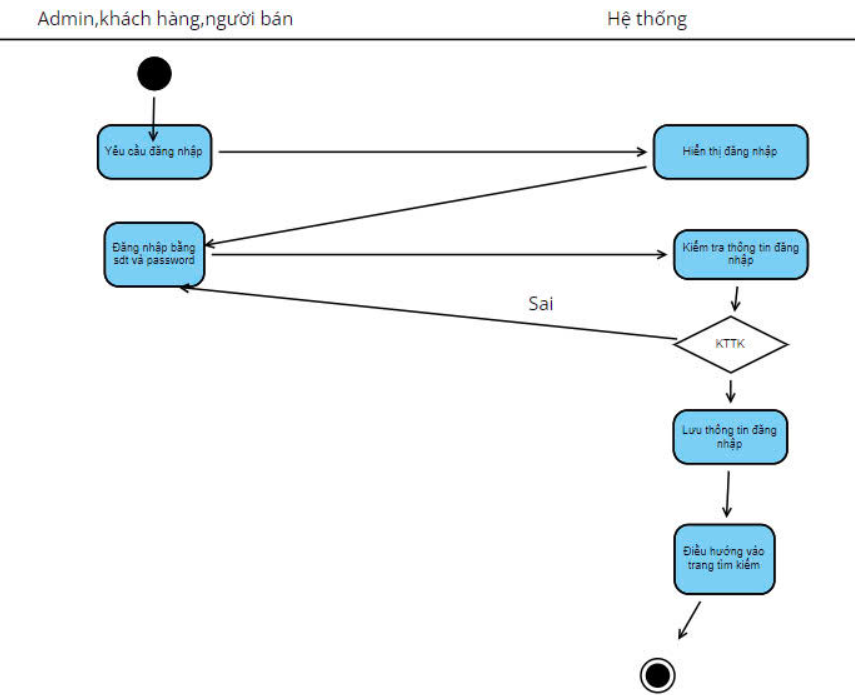 Admin,khách hàng,người bán
Hệ thống
Yêu cầu đăng nhập
Hiển thị đăng nhập
Đăng nhập bằng
sdt và password
Kiểm tra thông tin đăng
nhập
Sai
KTTK
Lưu thông tin đăng
nhập
Điều hướng vào
trang tìm kiếm